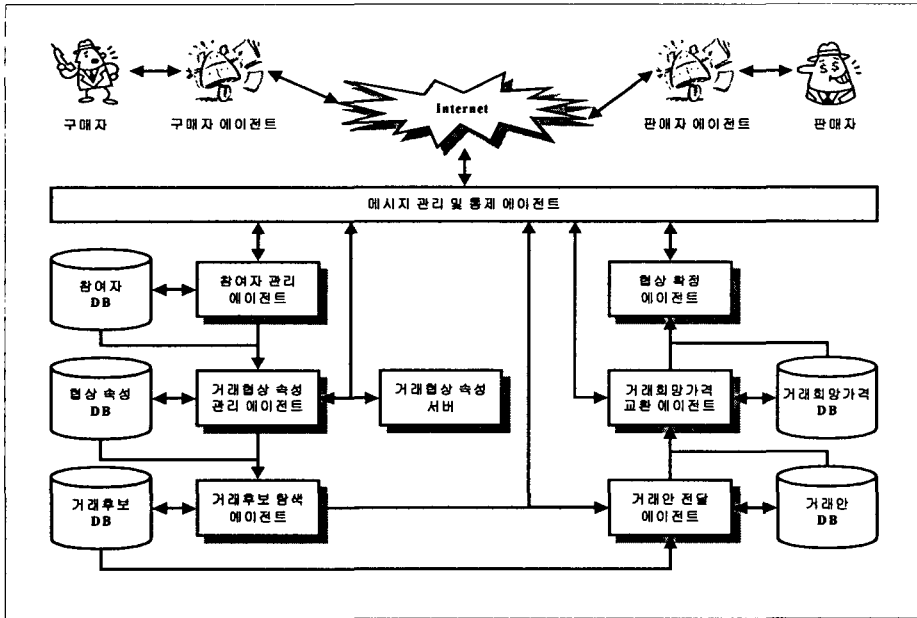 Internet
구매자
구매자 에이전트
판매자 에이전트
판매자
메시지 관리 및 통제 에이전트
참여자
DB
참여자 관리
에이전트
협상 확정
에이전트
협상 속성
DB
거래협상 속성
관리 에이전트
거래협상 속성
서버
거래희망가격
교환 에이전트
거래희망가격
DB
거래후보
DB
거래후보 탐색
에이전트
거래안 전달
에이전트
거래안
DB